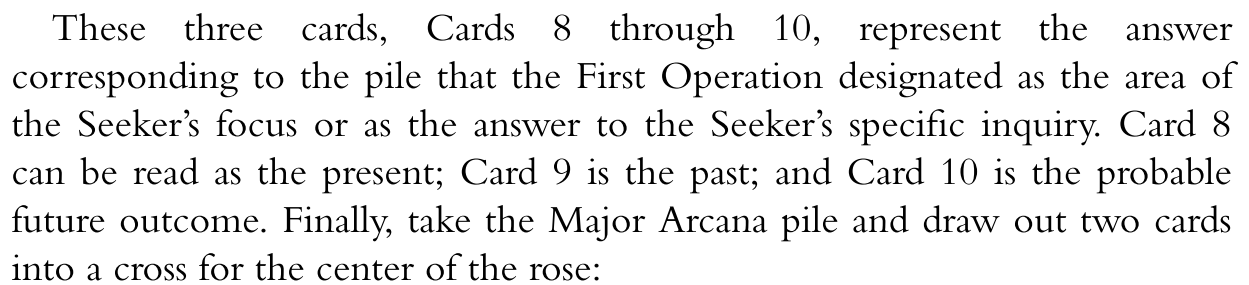 These three cards, Cards 8 through 10, represent the answer
corresponding to the pile that the First Operation designated as the area of
the Seeker’s focus or as the answer to the Seeker’s specific inquiry. Card 8
can be read as the present; Card 9 is the past; and Card 10 is the probable
future outcome. Finally, take the Major Arcana pile and draw out two cards
into a cross for the center of the rose: